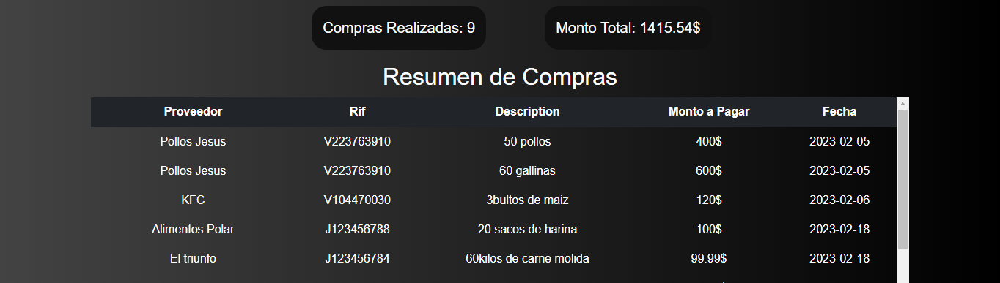 Compras Realizadas: 9 Monto Total: 1415.54$
Resumen de Compras
Proveedor Rif Description Monto a Pagar Fecha
Pollos Jesus V223763910 50 pollos 400$ 2023-02-05
Pollos Jesus V223763910 60 gallinas 600$ 2023-02-05
KFC V104470030 3bultos de maiz 120$ 2023-02-06
Alimentos Polar J123456788 20 sacos de harina 100$ 2023-02-18
El triunfo J123456784 60kilos de carne molida 99.99$ 2023-02-18